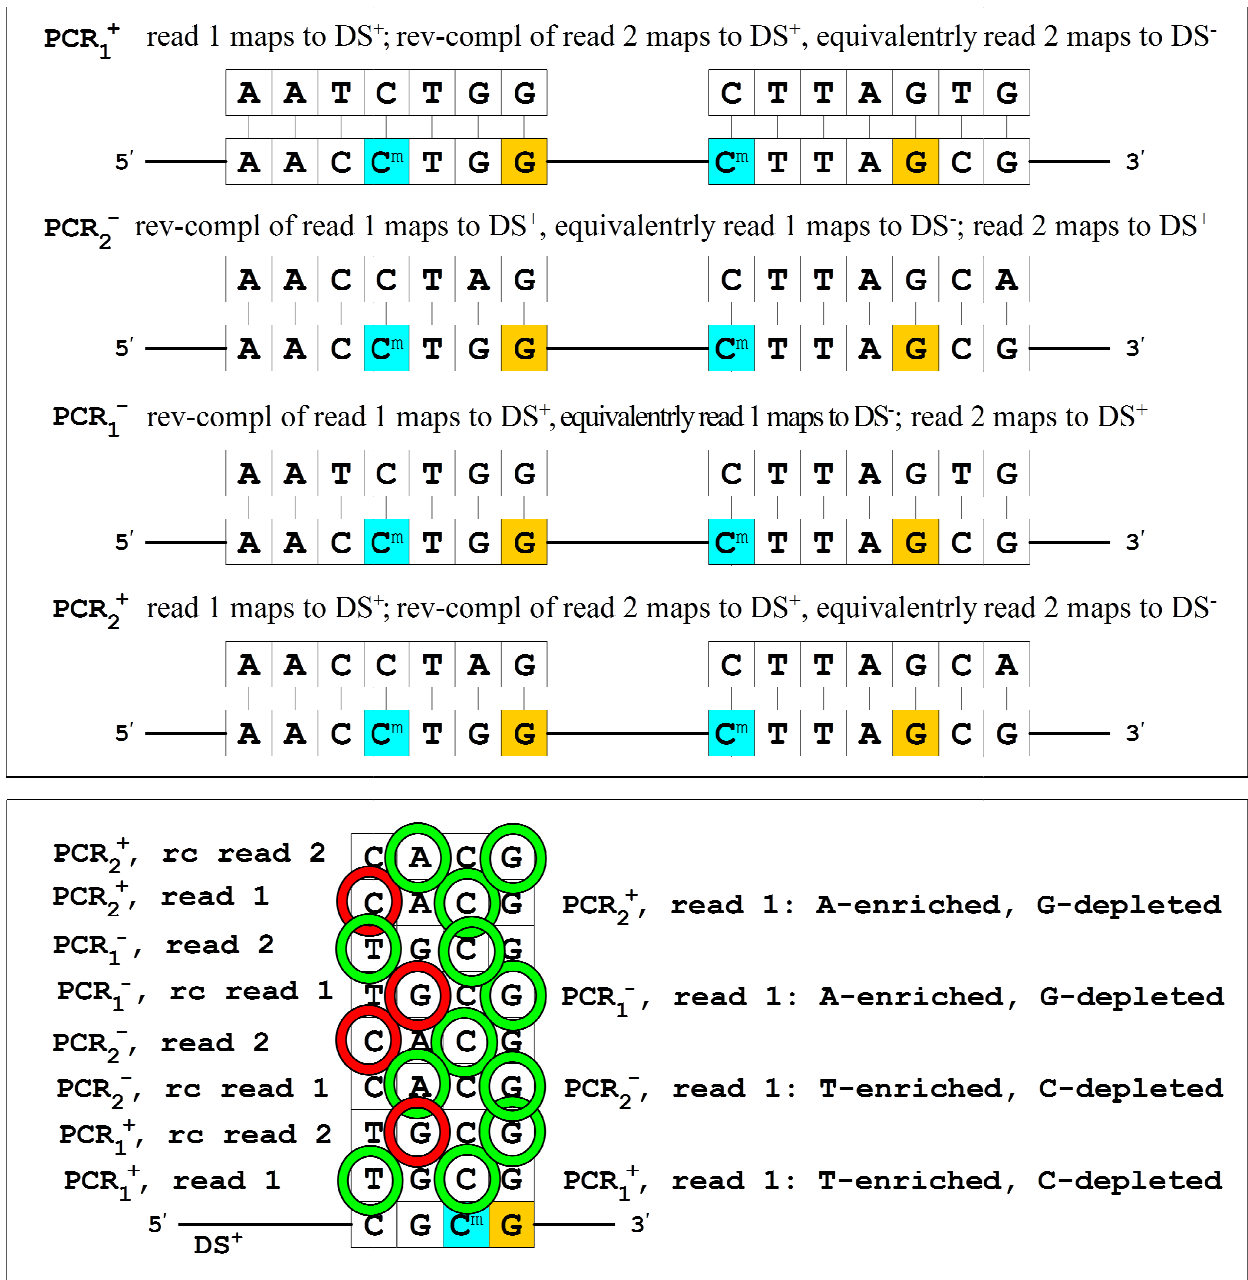 PCR₁⁺ read 1 maps to DS⁺; rev-compl of read 2 maps to DS⁺, equivalentrly read 2 maps to DS⁻
A A T C T G G C T T A G T G
5′ A A C Cᵐ T G G Cᵐ T T A G C G 3′
PCR₂⁻ rev-compl of read 1 maps to DS⁺, equivalentrly read 1 maps to DS⁻; read 2 maps to DS⁺
A A C C T A G C T T A G C A
5′ A A C Cᵐ T G G Cᵐ T T A G C G 3′
PCR₁⁻ rev-compl of read 1 maps to DS⁺, equivalentrly read 1 maps to DS⁻; read 2 maps to DS⁺
A A T C T G G C T T A G T G
5′ A A C Cᵐ T G G Cᵐ T T A G C G 3′
PCR₂⁺ read 1 maps to DS⁺; rev-compl of read 2 maps to DS⁺, equivalentrly read 2 maps to DS⁻
A A C C T A G C T T A G C A
5′ A A C Cᵐ T G G Cᵐ T T A G C G 3′
PCR₂⁺, rc read 2 C A C G
PCR₂⁺, read 1 C A C G PCR₂⁺, read 1: A-enriched, G-depleted
PCR₁⁻, read 2 T G C G
PCR₁⁻, rc read 1 T G C G PCR₁⁻, read 1: A-enriched, G-depleted
PCR₂⁻, read 2 C A C G
PCR₂⁻, rc read 1 C A C G PCR₂⁻, read 1: T-enriched, C-depleted
PCR₁⁺, rc read 2 T G C G
PCR₁⁺, read 1 T G C G PCR₁⁺, read 1: T-enriched, C-depleted
5′ C G Cᵐ G 3′
DS⁺